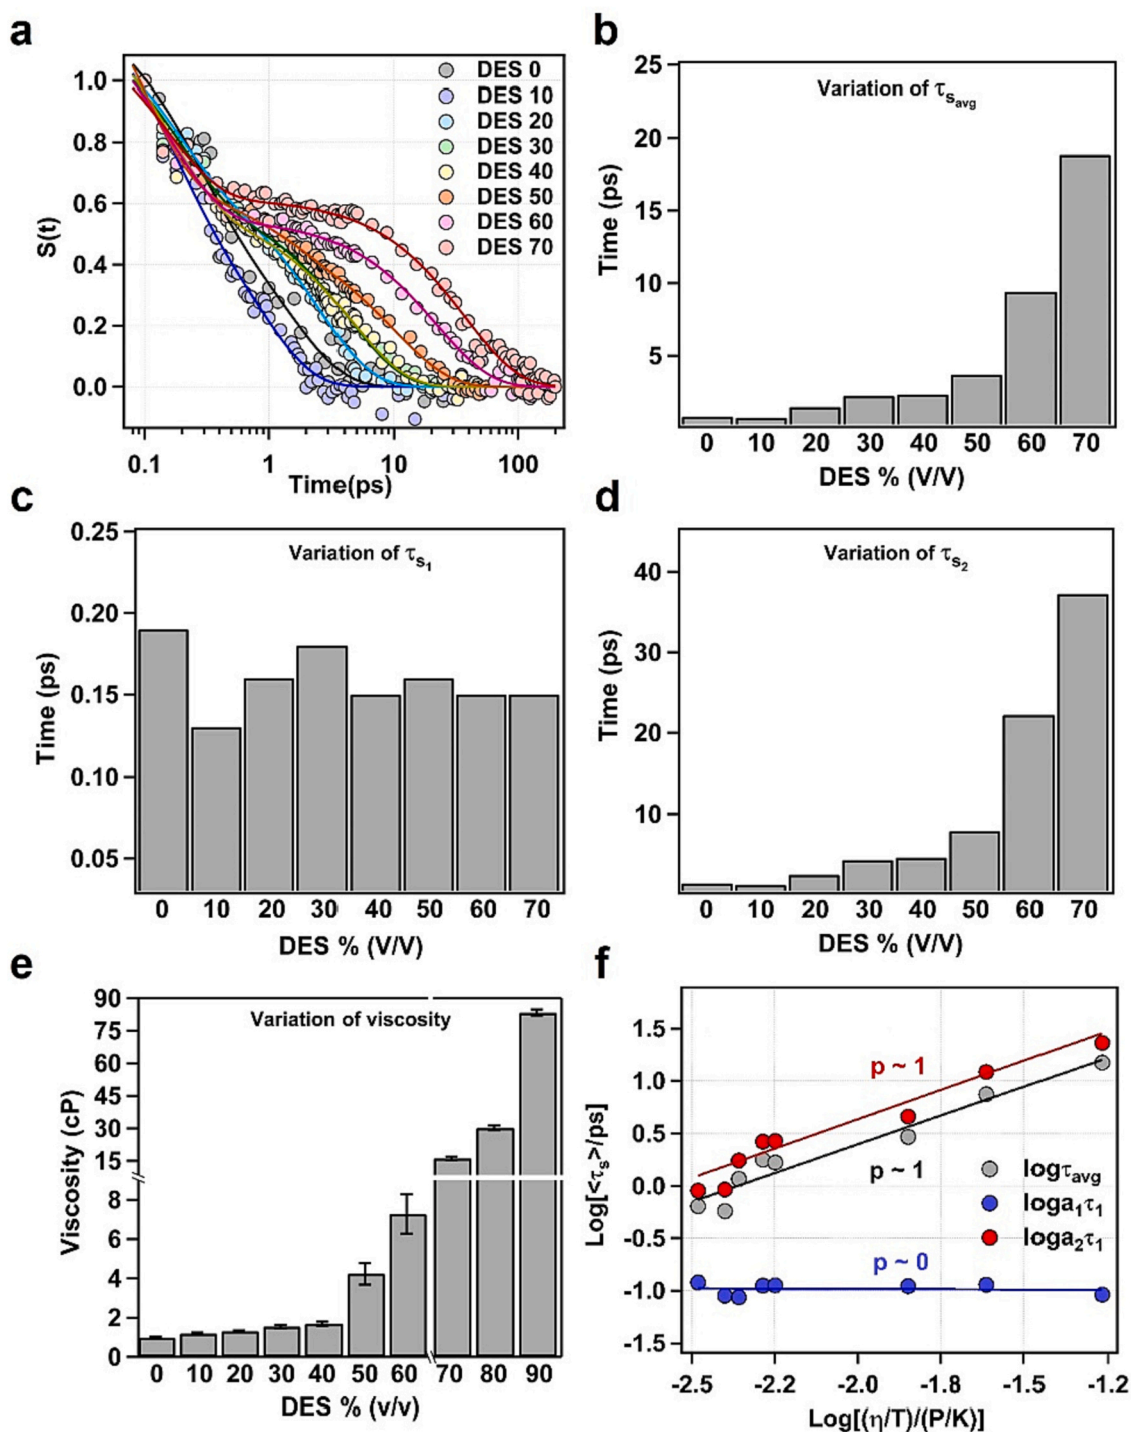 a
S(t)
1.0
0.8
0.6
0.4
0.2
0.0
DES 0
DES 10
DES 20
DES 30
DES 40
DES 50
DES 60
DES 70
0.1 1 10 100
Time(ps)
b
Time (ps)
25
20
15
10
5
Variation of τsavg
0 10 20 30 40 50 60 70
DES % (V/V)
c
Time (ps)
0.25
0.20
0.15
0.10
0.05
Variation of τs1
0 10 20 30 40 50 60 70
DES % (V/V)
d
Time (ps)
40
30
20
10
Variation of τs2
0 10 20 30 40 50 60 70
DES % (V/V)
e
Viscosity (cP)
90
75
60
45
30
15
8
6
4
2
0
Variation of viscosity
0 10 20 30 40 50 60 70 80 90
DES % (v/v)
f
Log[<τs>/ps]
1.5
1.0
0.5
0.0
-0.5
-1.0
-1.5
p ~ 1
p ~ 1
p ~ 0
logτavg
loga1τ1
loga2τ1
-2.5 -2.2 -2.0 -1.8 -1.5 -1.2
Log[(η/T)/(P/K)]